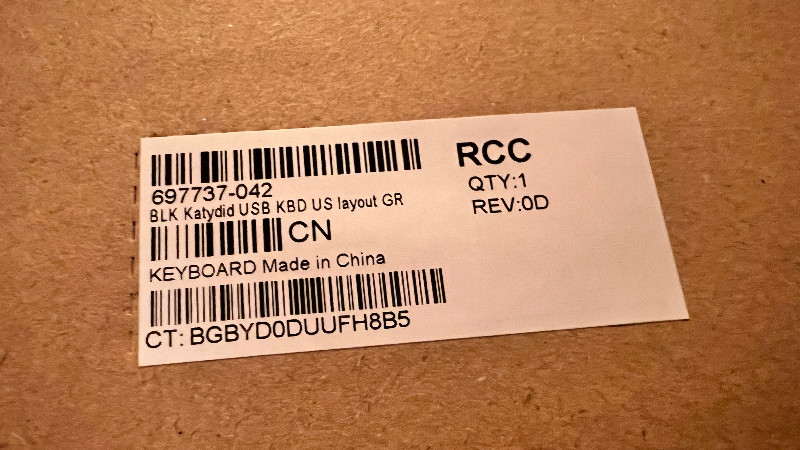 697737-042
BLK Katydid USB KBD US layout GR
CN
KEYBOARD Made in China
CT: BGBYD0DUUFH8B5
RCC
QTY:1
REV:0D